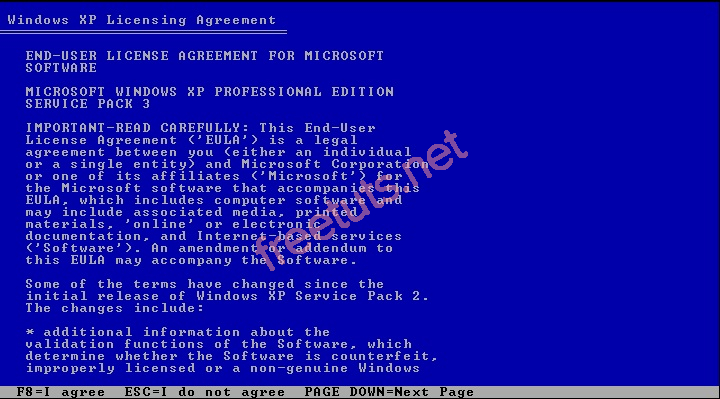 Windows XP Licensing Agreement
END-USER LICENSE AGREEMENT FOR MICROSOFT
SOFTWARE
MICROSOFT WINDOWS XP PROFESSIONAL EDITION
SERVICE PACK 3
IMPORTANT-READ CAREFULLY: This End-User
License Agreement ('EULA') is a legal
agreement between you (either an individual
or a single entity) and Microsoft Corporation
or one of its affiliates ('Microsoft') for
the Microsoft software that accompanies this
EULA, which includes computer software and
may include associated media, printed
materials, 'online' or electronic
documentation, and Internet-based services
('Software'). An amendment or addendum to
this EULA may accompany the Software.
Some of the terms have changed since the
initial release of Windows XP Service Pack 2.
The changes include:
* additional information about the
validation functions of the Software, which
determine whether the Software is counterfeit,
improperly licensed or a non-genuine Windows
F8=I agree ESC=I do not agree PAGE DOWN=Next Page
freetuts.net